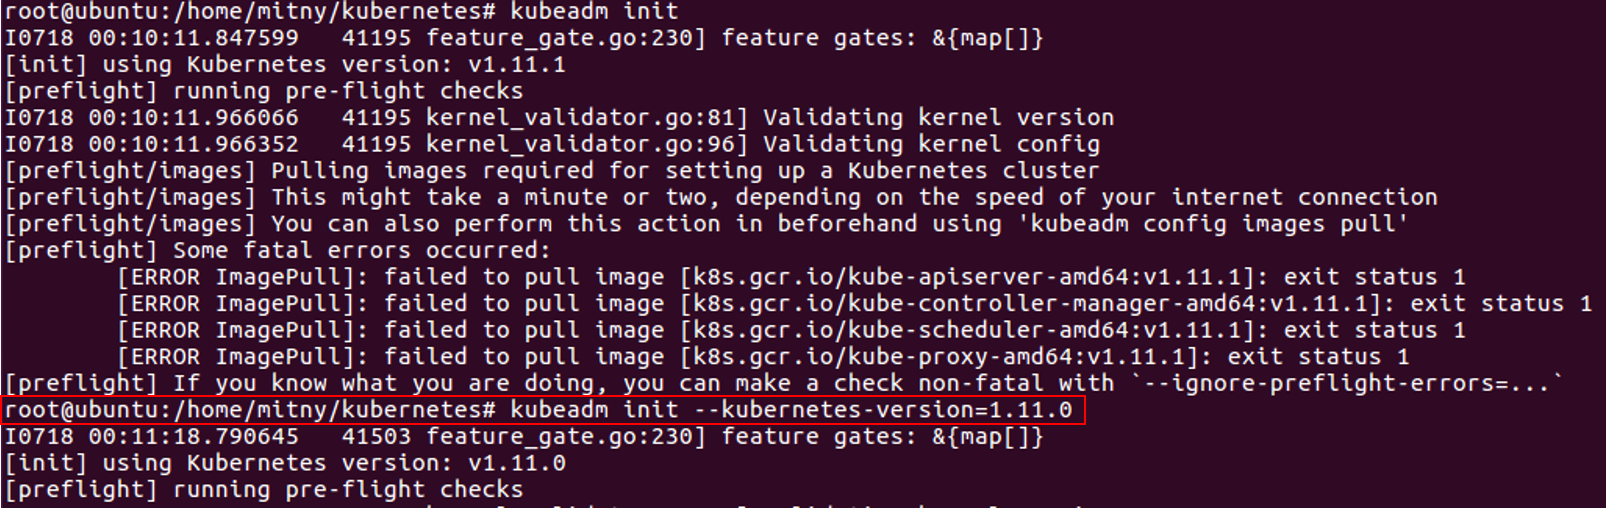 root@ubuntu:/home/mitny/kubernetes# kubeadm init
I0718 00:10:11.847599   41195 feature_gate.go:230] feature gates: &{map[]}
[init] using Kubernetes version: v1.11.1
[preflight] running pre-flight checks
I0718 00:10:11.966066   41195 kernel_validator.go:81] Validating kernel version
I0718 00:10:11.966352   41195 kernel_validator.go:96] Validating kernel config
[preflight/images] Pulling images required for setting up a Kubernetes cluster
[preflight/images] This might take a minute or two, depending on the speed of your internet connection
[preflight/images] You can also perform this action in beforehand using 'kubeadm config images pull'
[preflight] Some fatal errors occurred:
        [ERROR ImagePull]: failed to pull image [k8s.gcr.io/kube-apiserver-amd64:v1.11.1]: exit status 1
        [ERROR ImagePull]: failed to pull image [k8s.gcr.io/kube-controller-manager-amd64:v1.11.1]: exit status 1
        [ERROR ImagePull]: failed to pull image [k8s.gcr.io/kube-scheduler-amd64:v1.11.1]: exit status 1
        [ERROR ImagePull]: failed to pull image [k8s.gcr.io/kube-proxy-amd64:v1.11.1]: exit status 1
[preflight] If you know what you are doing, you can make a check non-fatal with `--ignore-preflight-errors=...`
root@ubuntu:/home/mitny/kubernetes# kubeadm init --kubernetes-version=1.11.0
I0718 00:11:18.790645   41503 feature_gate.go:230] feature gates: &{map[]}
[init] using Kubernetes version: v1.11.0
[preflight] running pre-flight checks